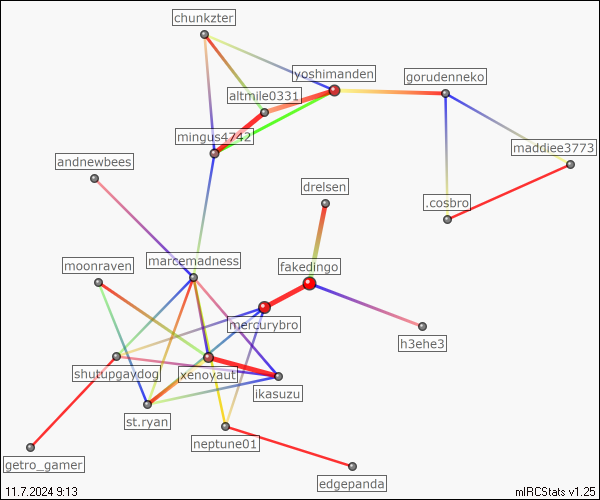 chunkzter
yoshimanden
gorudenneko
altmile0331
mingus4742
maddiee3773
andnewbees
drelsen
.cosbro
marcemadness
moonraven
fakedingo
mercurybro
h3ehe3
shutupgaydog
xenoyaut
ikasuzu
st.ryan
neptune01
getro_gamer
edgepanda
11.7.2024 9:13
mIRCStats v1.25